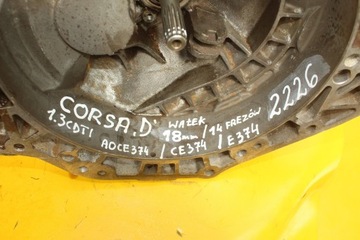 CORSA.D'
1.3CDTI
WAŁEK
18mm/14 FREZÓW
AOCE374 / CE374 / E374
2226